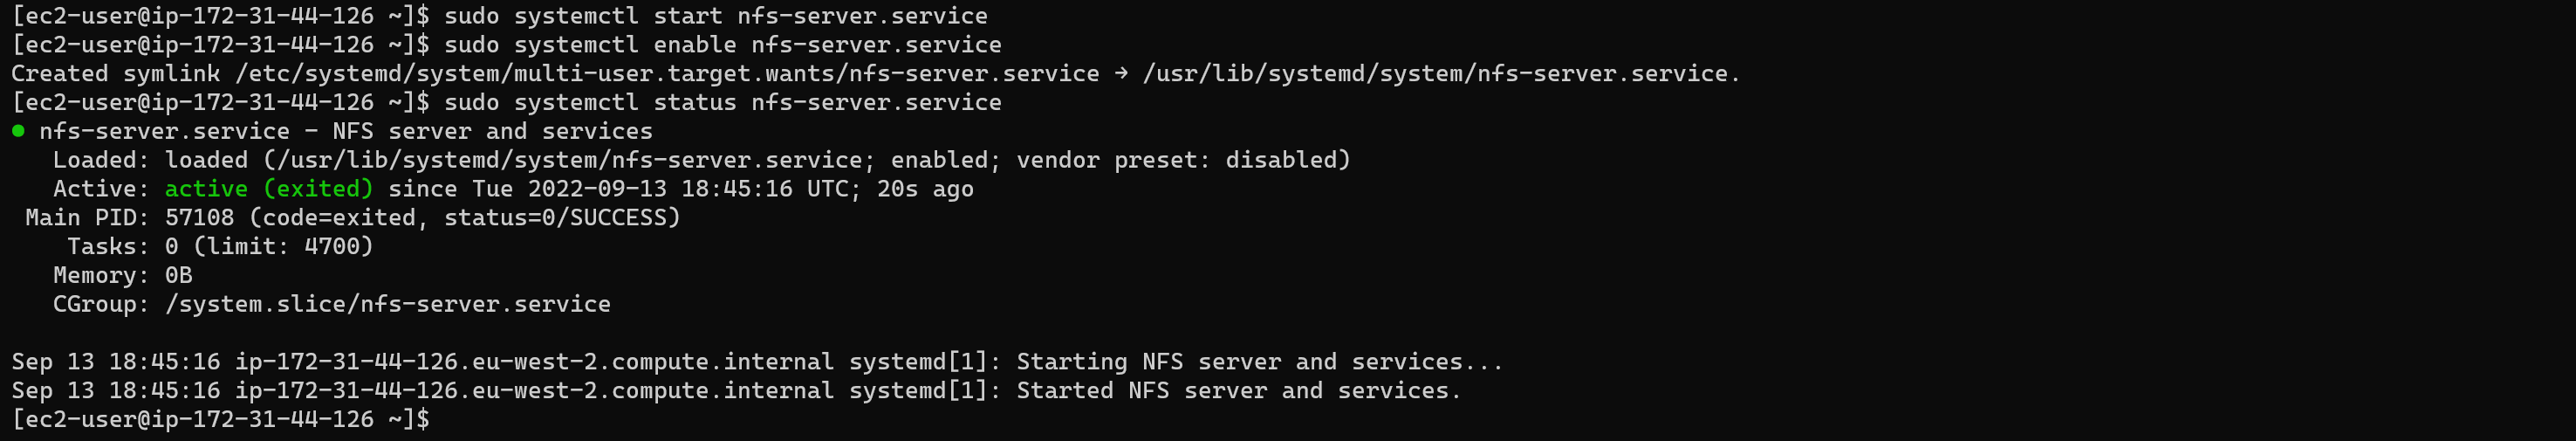 [ec2-user@ip-172-31-44-126 ~]$ sudo systemctl start nfs-server.service
[ec2-user@ip-172-31-44-126 ~]$ sudo systemctl enable nfs-server.service
Created symlink /etc/systemd/system/multi-user.target.wants/nfs-server.service → /usr/lib/systemd/system/nfs-server.service.
[ec2-user@ip-172-31-44-126 ~]$ sudo systemctl status nfs-server.service
● nfs-server.service - NFS server and services
   Loaded: loaded (/usr/lib/systemd/system/nfs-server.service; enabled; vendor preset: disabled)
   Active: active (exited) since Tue 2022-09-13 18:45:16 UTC; 20s ago
 Main PID: 57108 (code=exited, status=0/SUCCESS)
    Tasks: 0 (limit: 4700)
   Memory: 0B
   CGroup: /system.slice/nfs-server.service

Sep 13 18:45:16 ip-172-31-44-126.eu-west-2.compute.internal systemd[1]: Starting NFS server and services...
Sep 13 18:45:16 ip-172-31-44-126.eu-west-2.compute.internal systemd[1]: Started NFS server and services.
[ec2-user@ip-172-31-44-126 ~]$